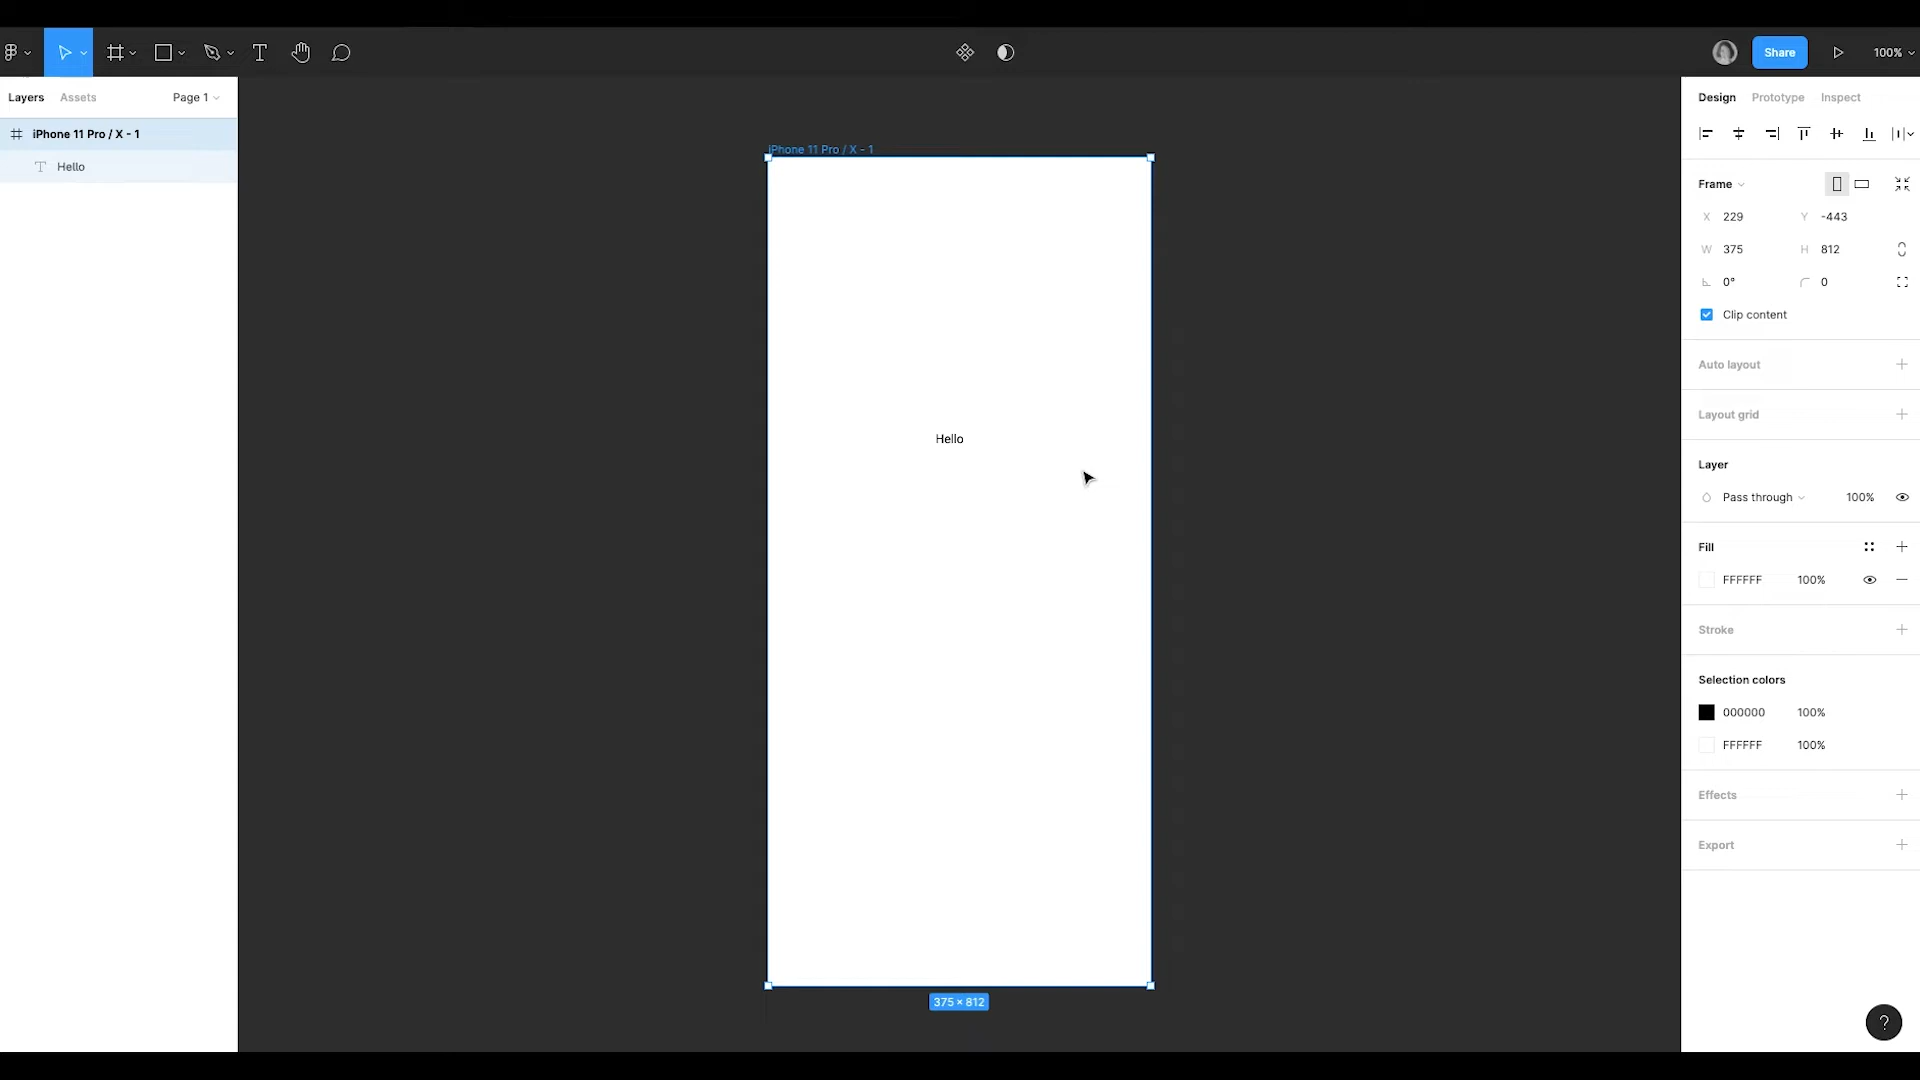 Share
100%
Layers Assets Page 1
Design Prototype Inspect
iPhone 11 Pro / X - 1
Hello
iPhone 11 Pro / X - 1
Hello
375 × 812
Frame
X 229 Y -443
W 375 H 812
0° 0
Clip content
Auto layout
Layout grid
Layer
Pass through 100%
Fill
FFFFFF 100%
Stroke
Selection colors
000000 100%
FFFFFF 100%
Effects
Export
?